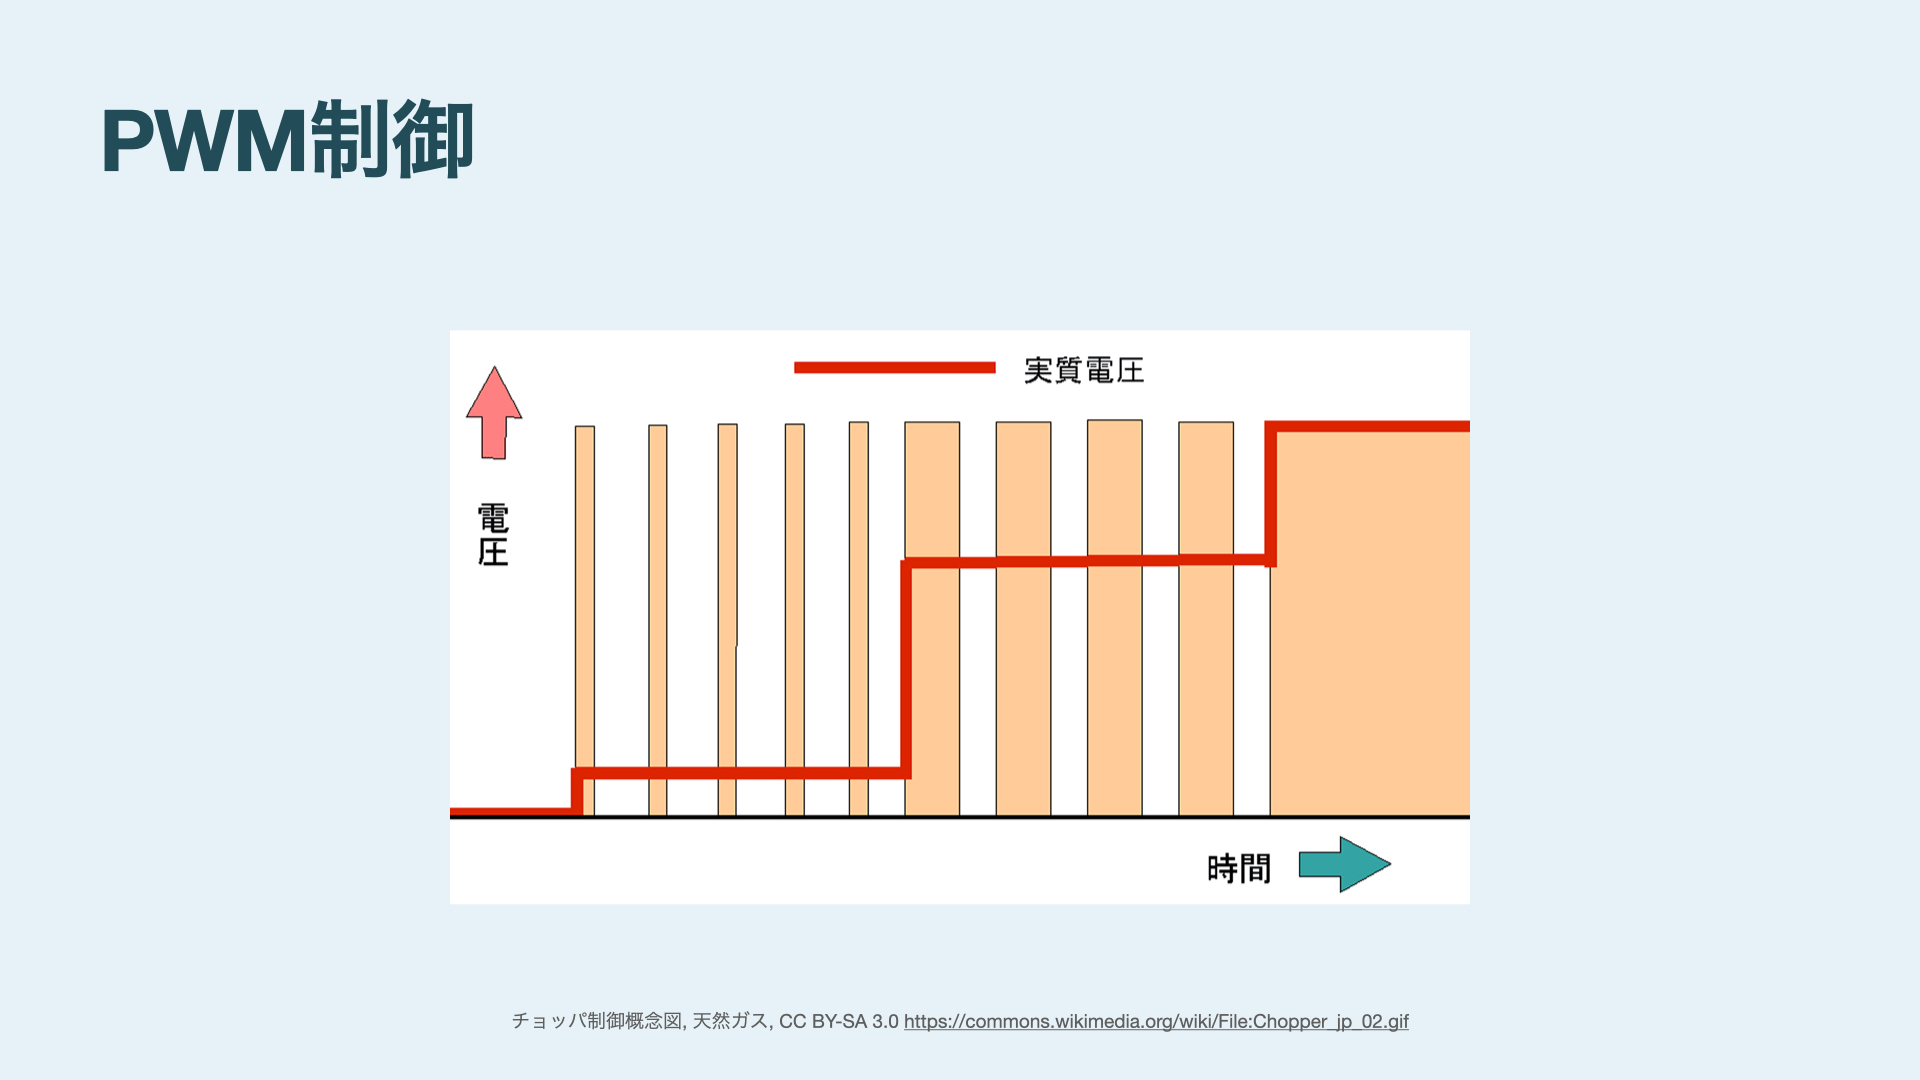 PWM制御
実質電圧
電圧
時間
チョッパ制御概念図, 天然ガス, CC BY-SA 3.0 https://commons.wikimedia.org/wiki/File:Chopper_jp_02.gif